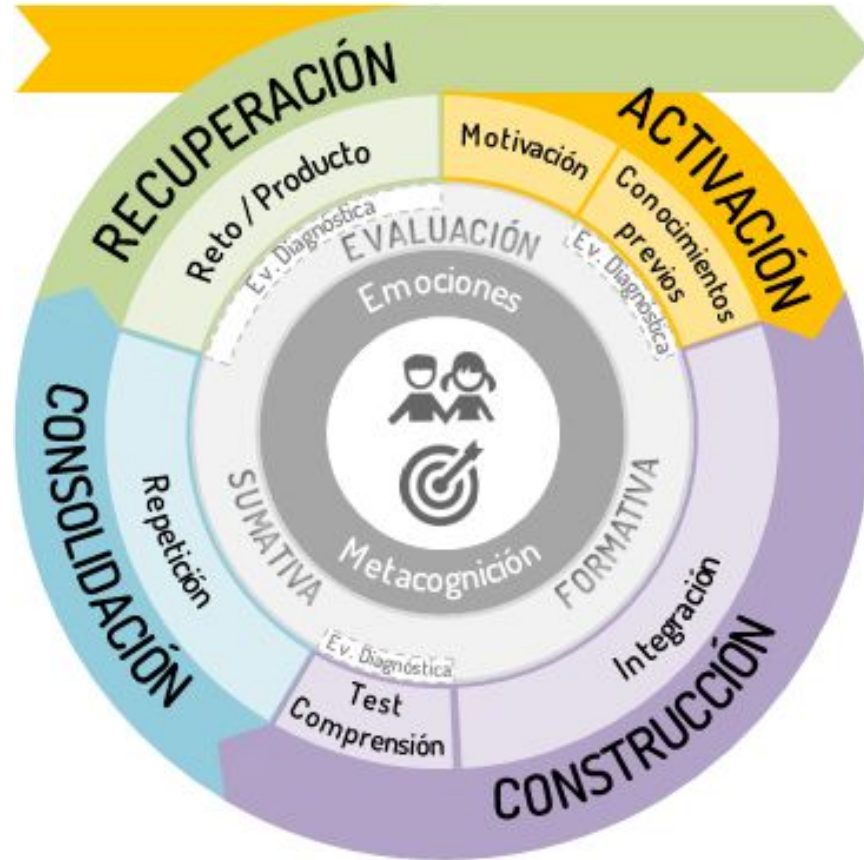 RECUPERACIÓN
ACTIVACIÓN
Reto / Producto
Motivación
Conocimientos
previos
Ev. Diagnóstica
EVALUACIÓN
Ev. Diagnóstica
Emociones
CONSOLIDACIÓN
Repetición
SUMATIVA
FORMATIVA
Metacognición
Integración
Ev. Diagnóstica
Test
Comprensión
CONSTRUCCIÓN